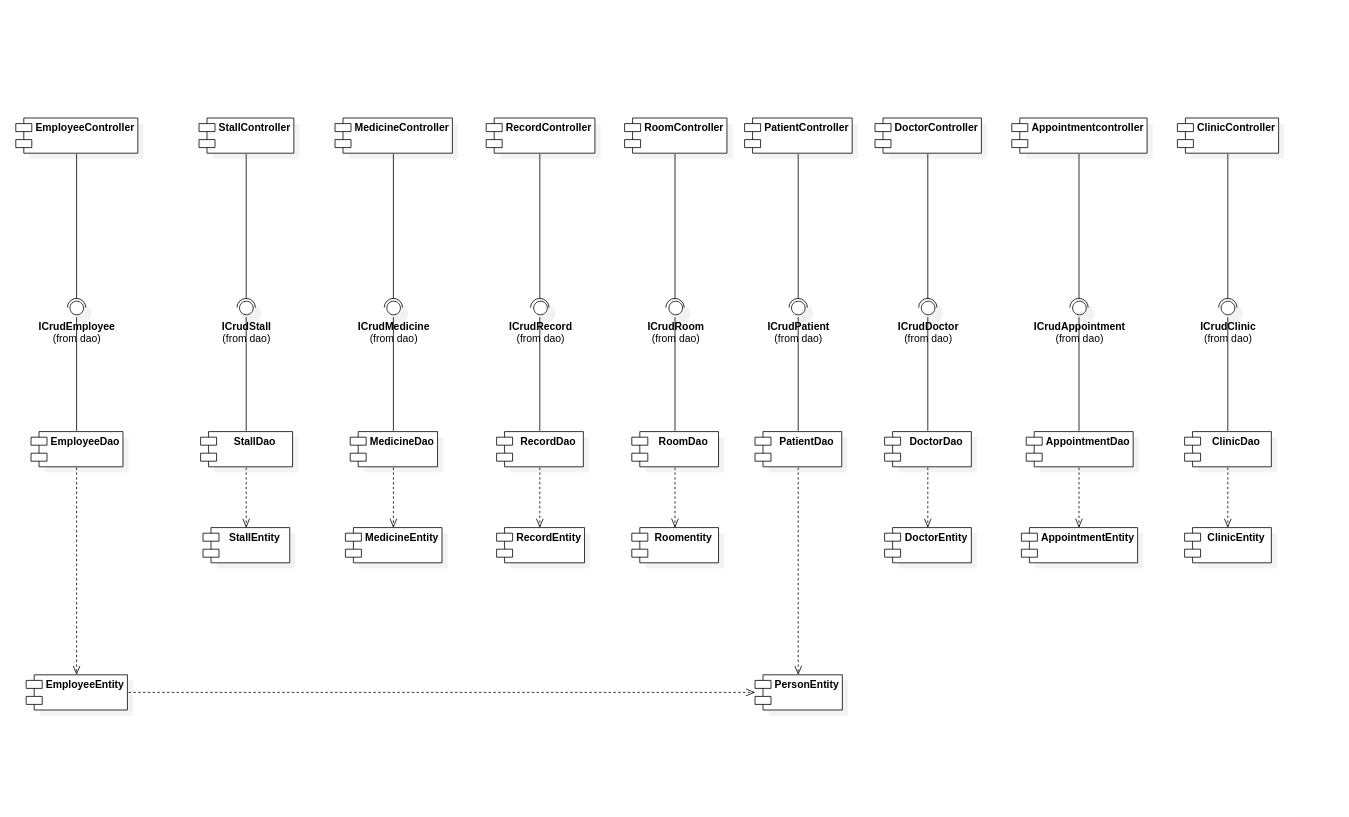 EmployeeController
StallController
MedicineController
RecordController
RoomController
PatientController
DoctorController
Appointmentcontroller
ClinicController
ICrudEmployee
(from dao)
ICrudStall
(from dao)
ICrudMedicine
(from dao)
ICrudRecord
(from dao)
ICrudRoom
(from dao)
ICrudPatient
(from dao)
ICrudDoctor
(from dao)
ICrudAppointment
(from dao)
ICrudClinic
(from dao)
EmployeeDao
StallDao
MedicineDao
RecordDao
RoomDao
PatientDao
DoctorDao
AppointmentDao
ClinicDao
StallEntity
MedicineEntity
RecordEntity
Roomentity
DoctorEntity
AppointmentEntity
ClinicEntity
EmployeeEntity
PersonEntity